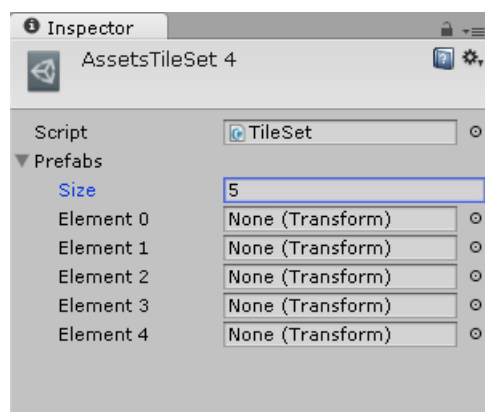 Inspector
AssetsTileSet 4
Script TileSet
Prefabs
Size 5
Element 0 None (Transform)
Element 1 None (Transform)
Element 2 None (Transform)
Element 3 None (Transform)
Element 4 None (Transform)